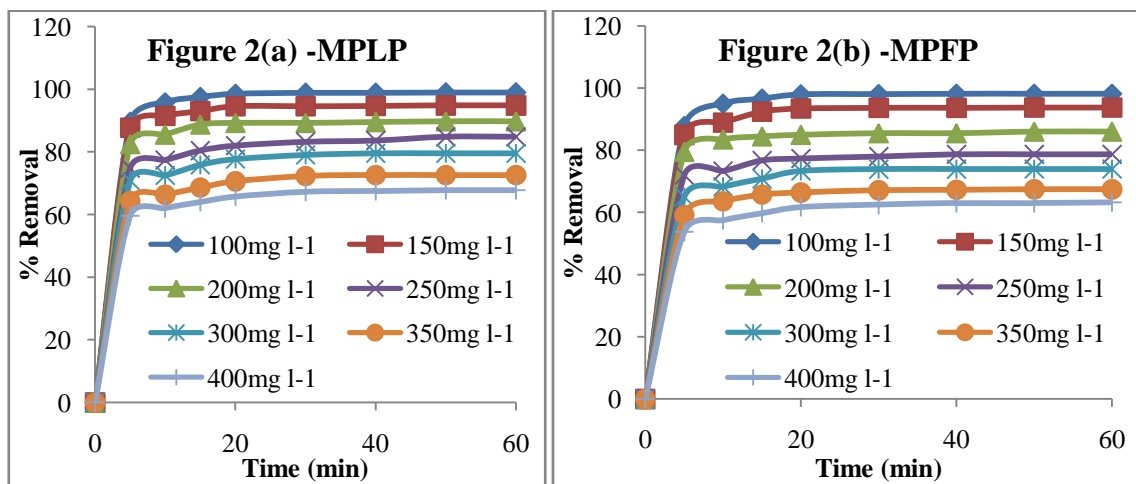 Figure 2(a) -MPLP
% Removal
120
100
80
60
40
20
0
100mg l-1
150mg l-1
200mg l-1
250mg l-1
300mg l-1
350mg l-1
400mg l-1
0 20 40 60
Time (min)
Figure 2(b) -MPFP
% Removal
120
100
80
60
40
20
0
100mg l-1
150mg l-1
200mg l-1
250mg l-1
300mg l-1
350mg l-1
400mg l-1
0 20 40 60
Time (min)